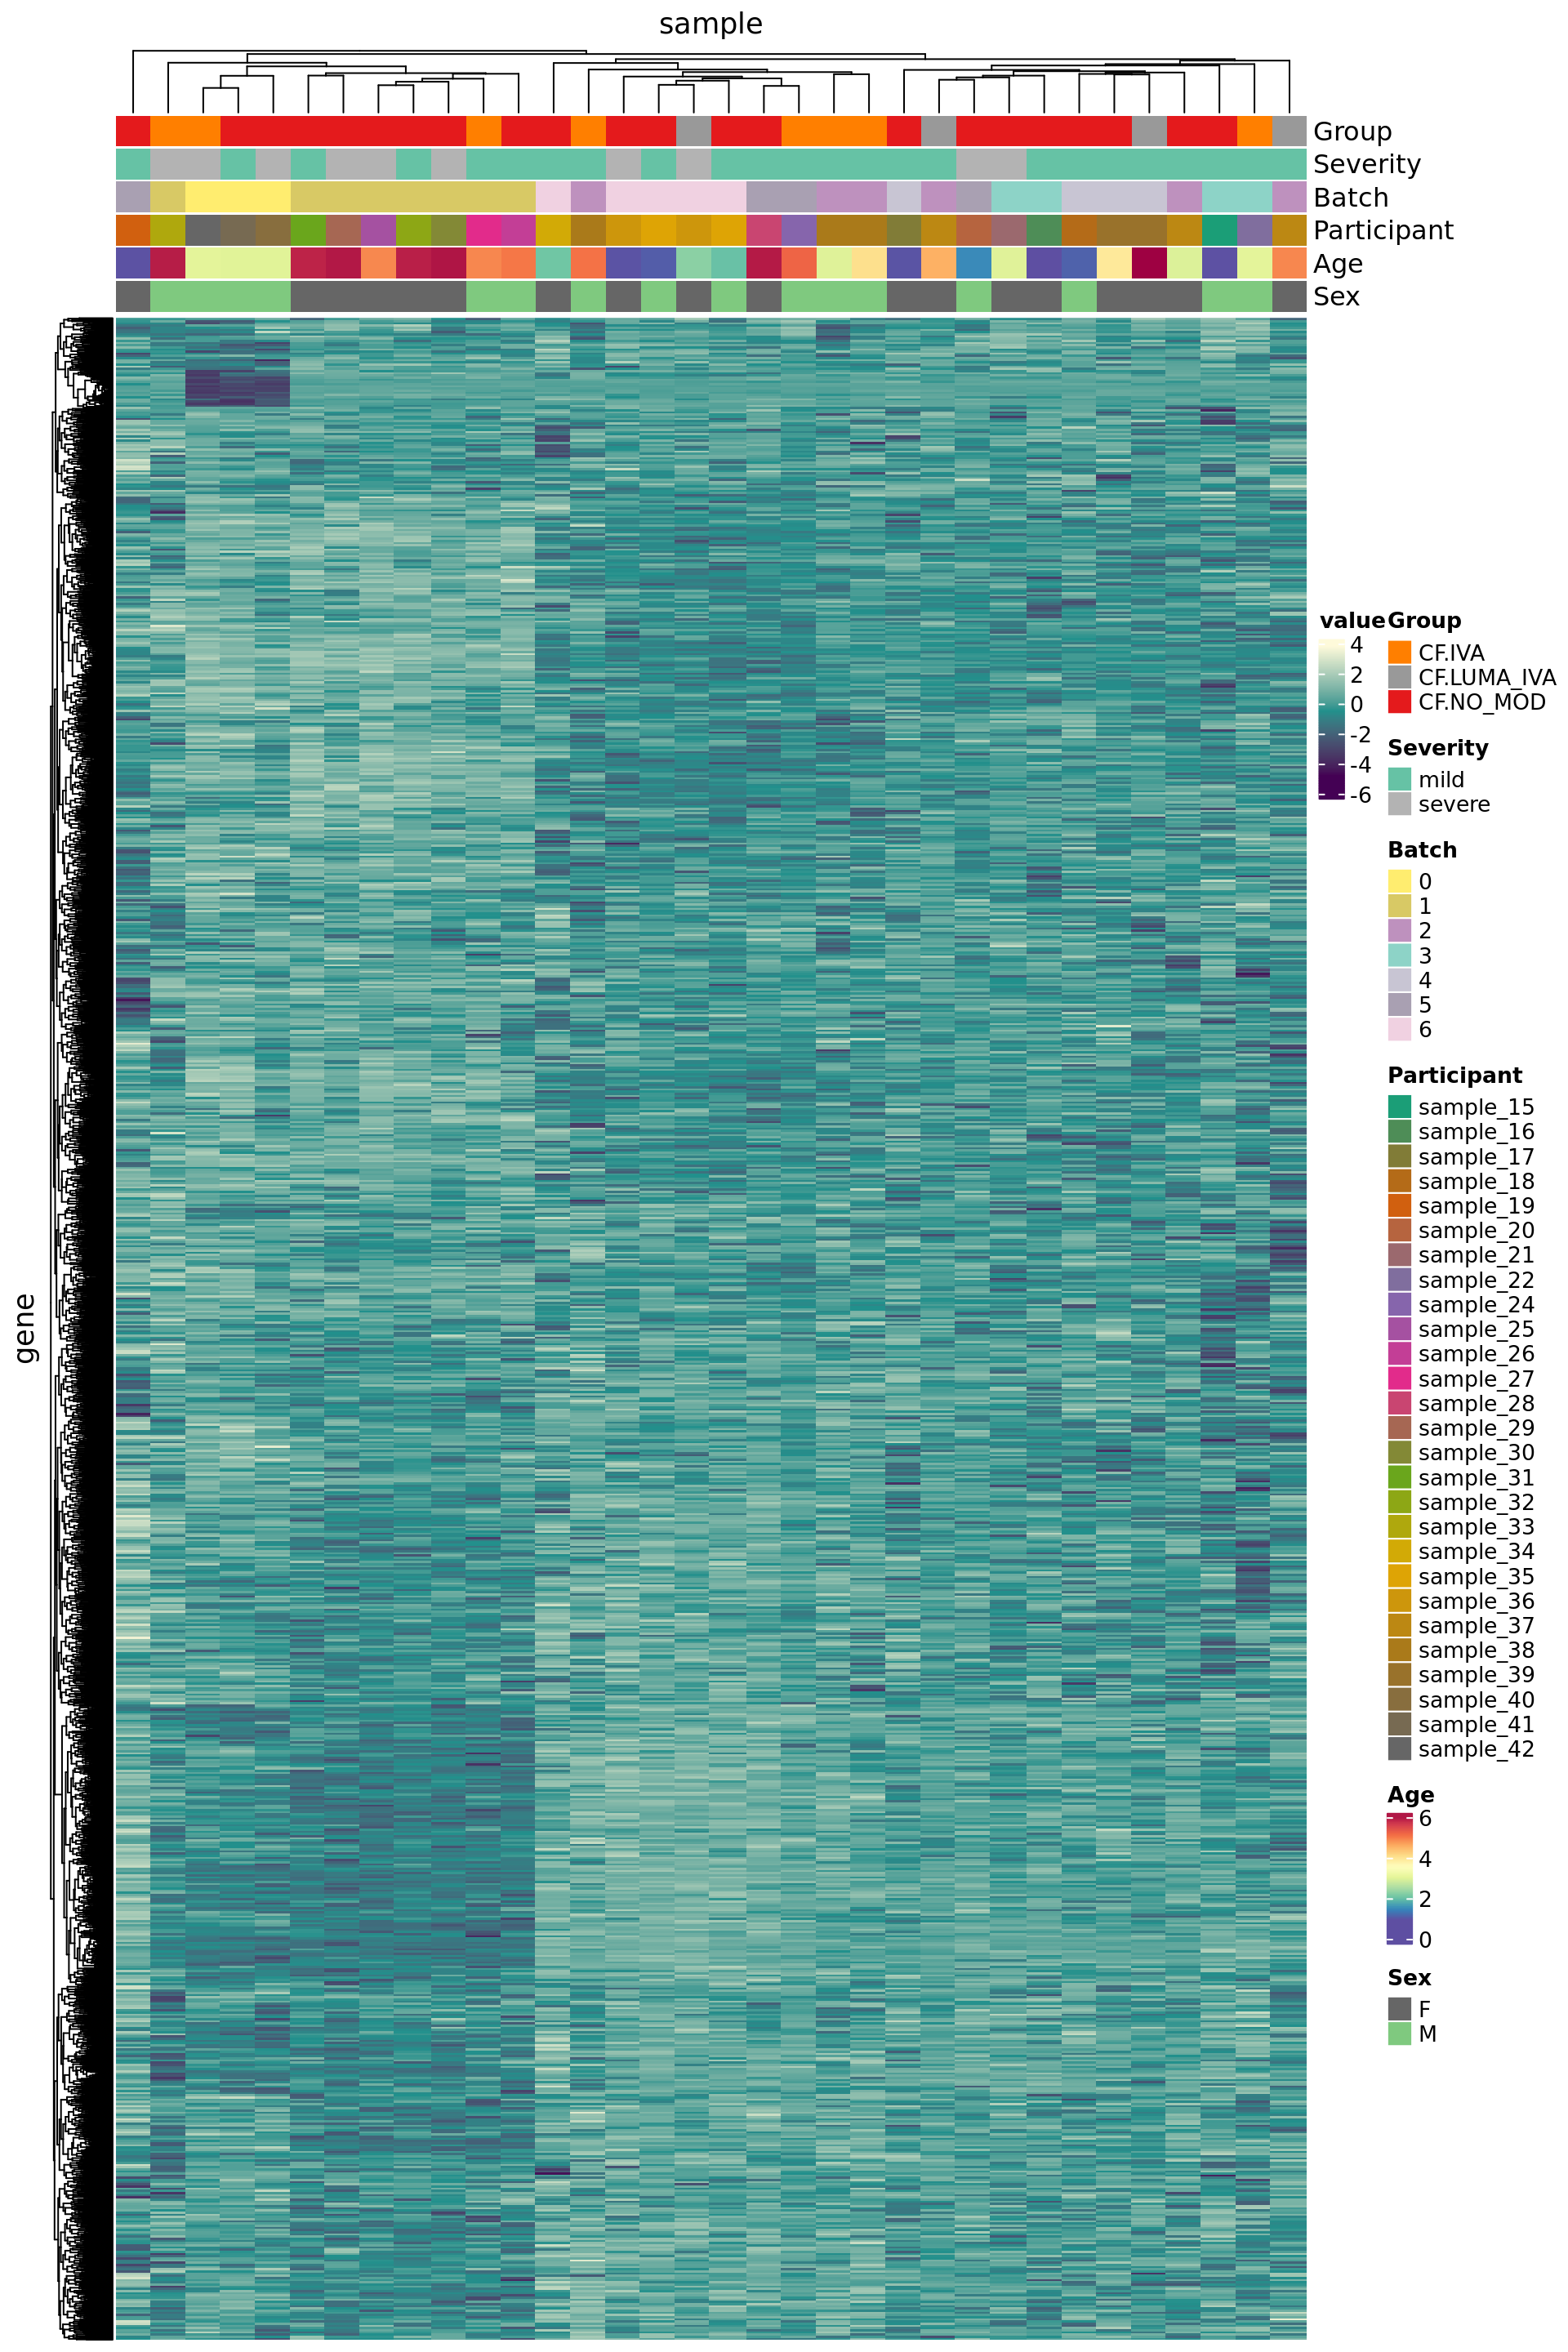 sample
Group
Severity
Batch
Participant
Age
Sex
gene
value
4
2
0
-2
-4
-6
Group
CF.IVA
CF.LUMA_IVA
CF.NO_MOD
Severity
mild
severe
Batch
0
1
2
3
4
5
6
Participant
sample_15
sample_16
sample_17
sample_18
sample_19
sample_20
sample_21
sample_22
sample_24
sample_25
sample_26
sample_27
sample_28
sample_29
sample_30
sample_31
sample_32
sample_33
sample_34
sample_35
sample_36
sample_37
sample_38
sample_39
sample_40
sample_41
sample_42
Age
6
4
2
0
Sex
F
M